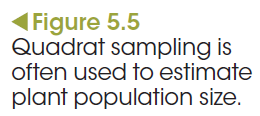 ◀Figure 5.5
Quadrat sampling is
often used to estimate
plant population size.